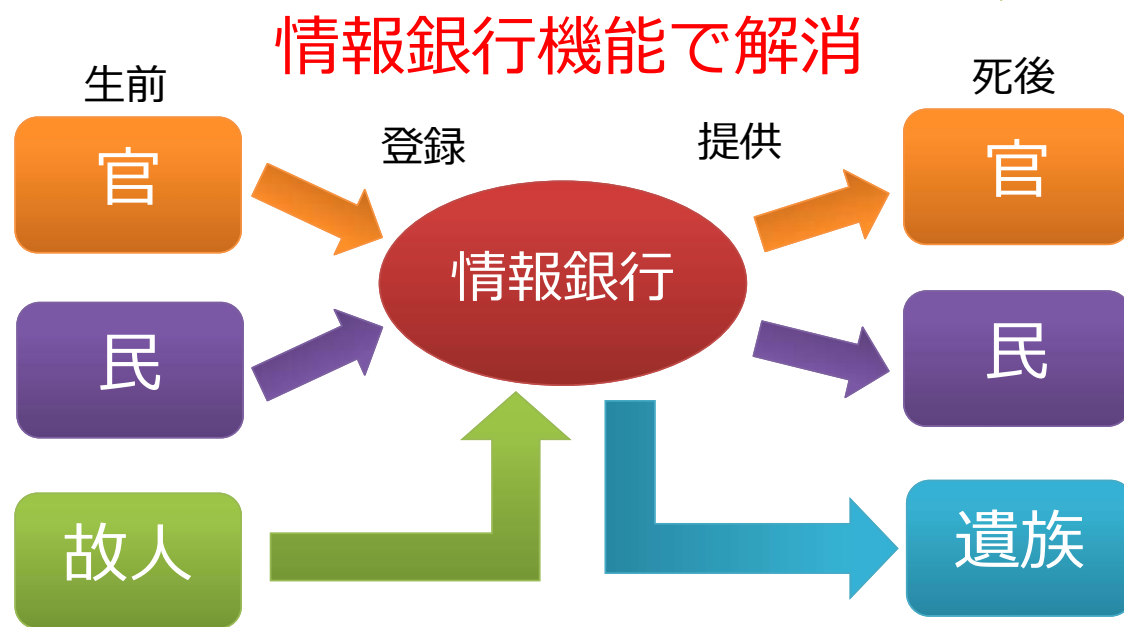 情報銀行機能で解消
生前
死後
登録
提供
官
官
情報銀行
民
民
故人
遺族